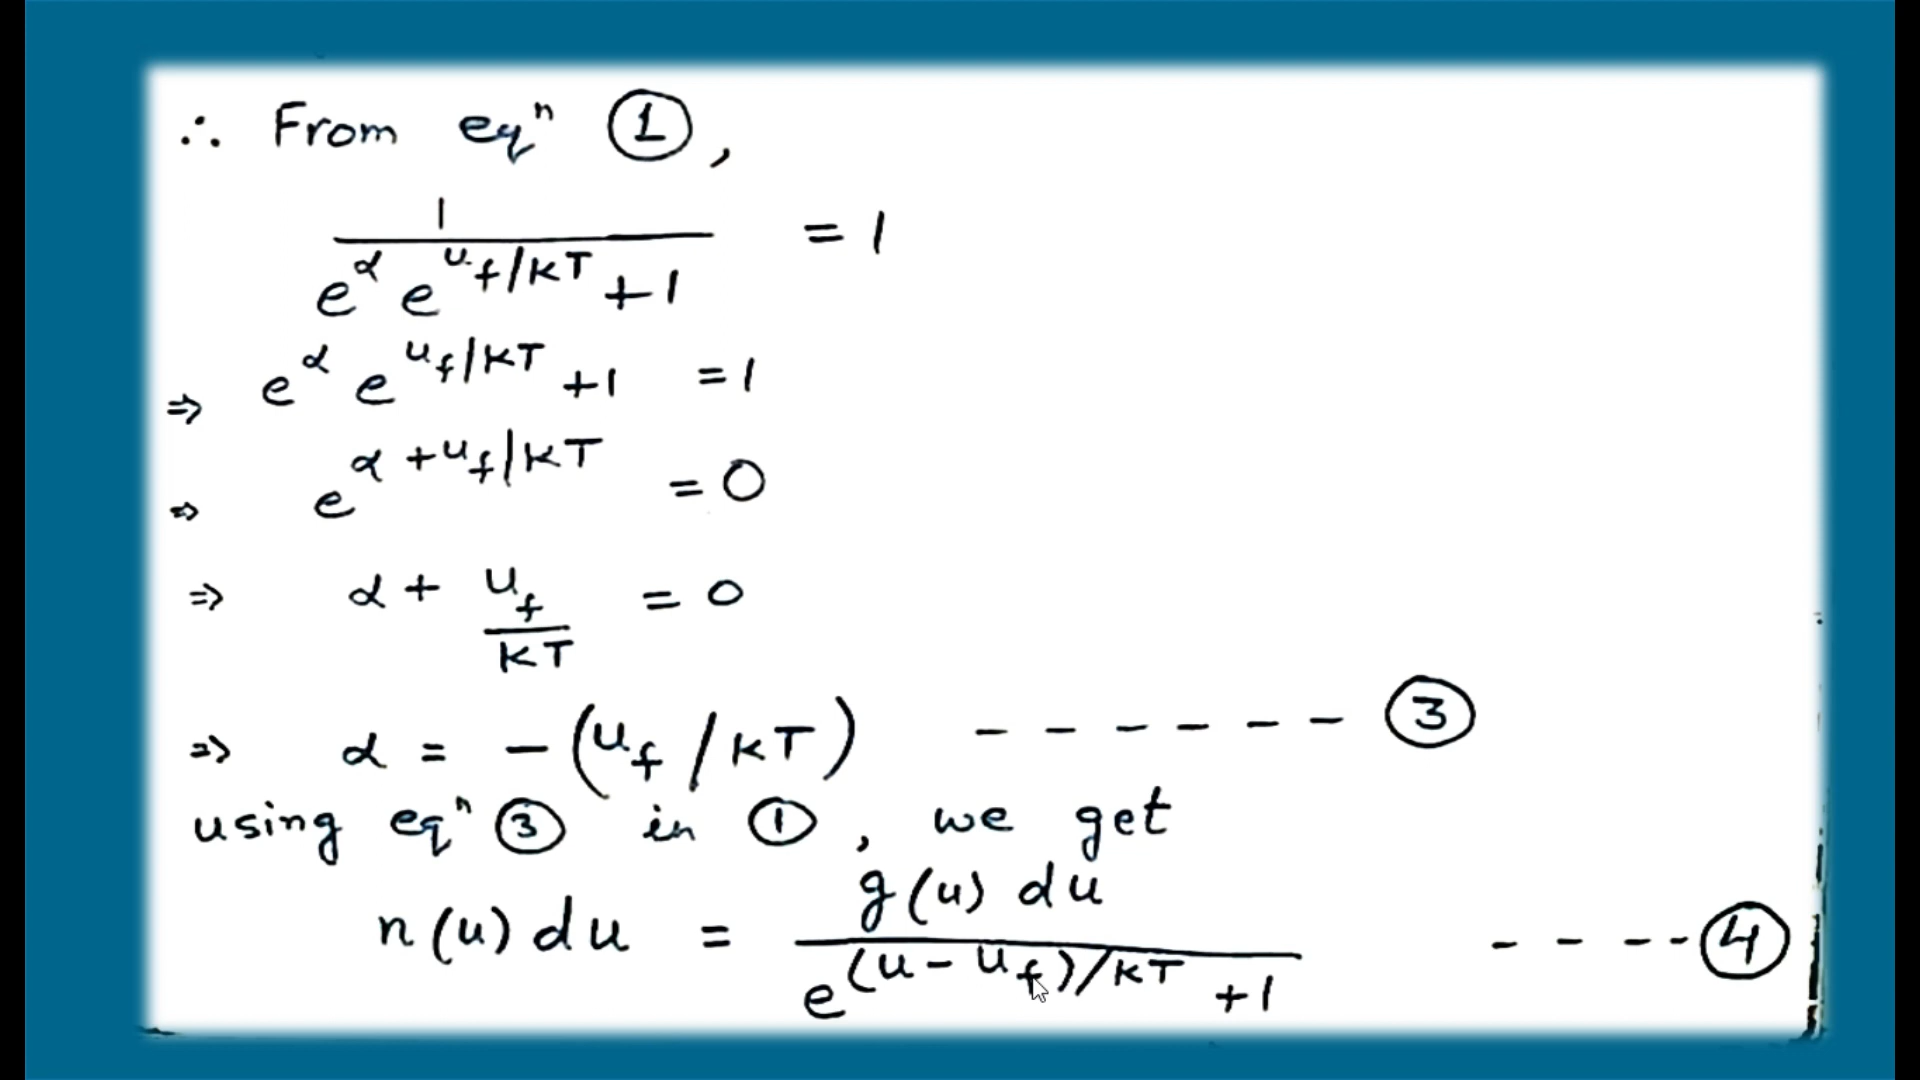 ∴ From eqⁿ ①,
1 / (e^α e^(u_f/KT) + 1) = 1
⇒ e^α e^(u_f/KT) + 1 = 1
⇒ e^(α + u_f/KT) = 0
⇒ α + u_f/KT = 0
⇒ α = - (u_f / KT) ------ ③
using eqⁿ ③ in ①, we get
n(u) du = g(u) du / (e^((u - u_f)/KT) + 1) ---- ④